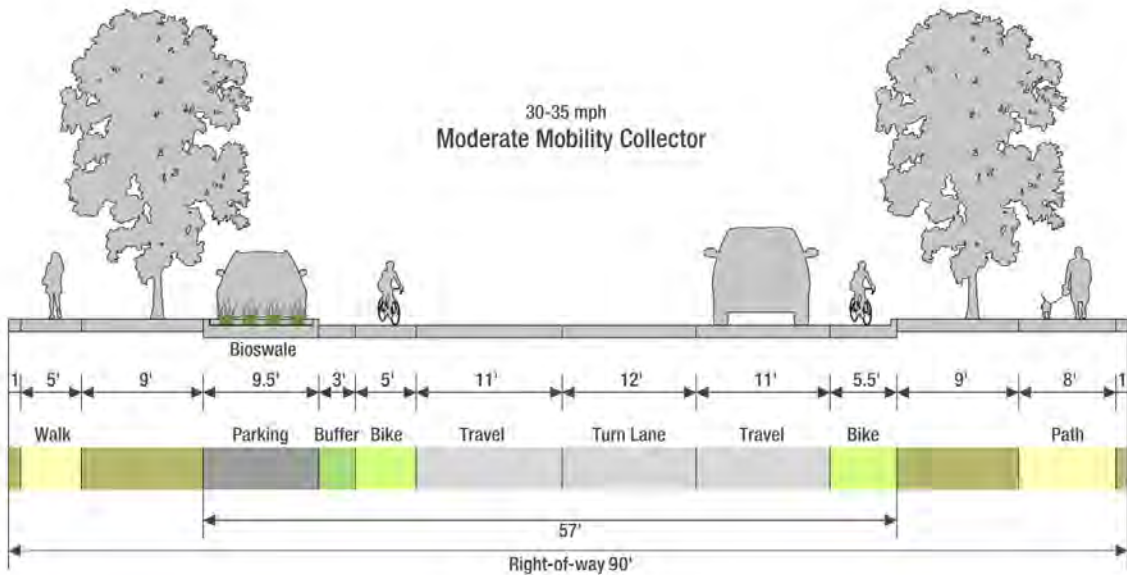 30-35 mph
Moderate Mobility Collector
Bioswale
1 5' 9' 9.5' 3' 5' 11' 12' 11' 5.5' 9' 8' 1
Walk Parking Buffer Bike Travel Turn Lane Travel Bike Path
57'
Right-of-way 90'